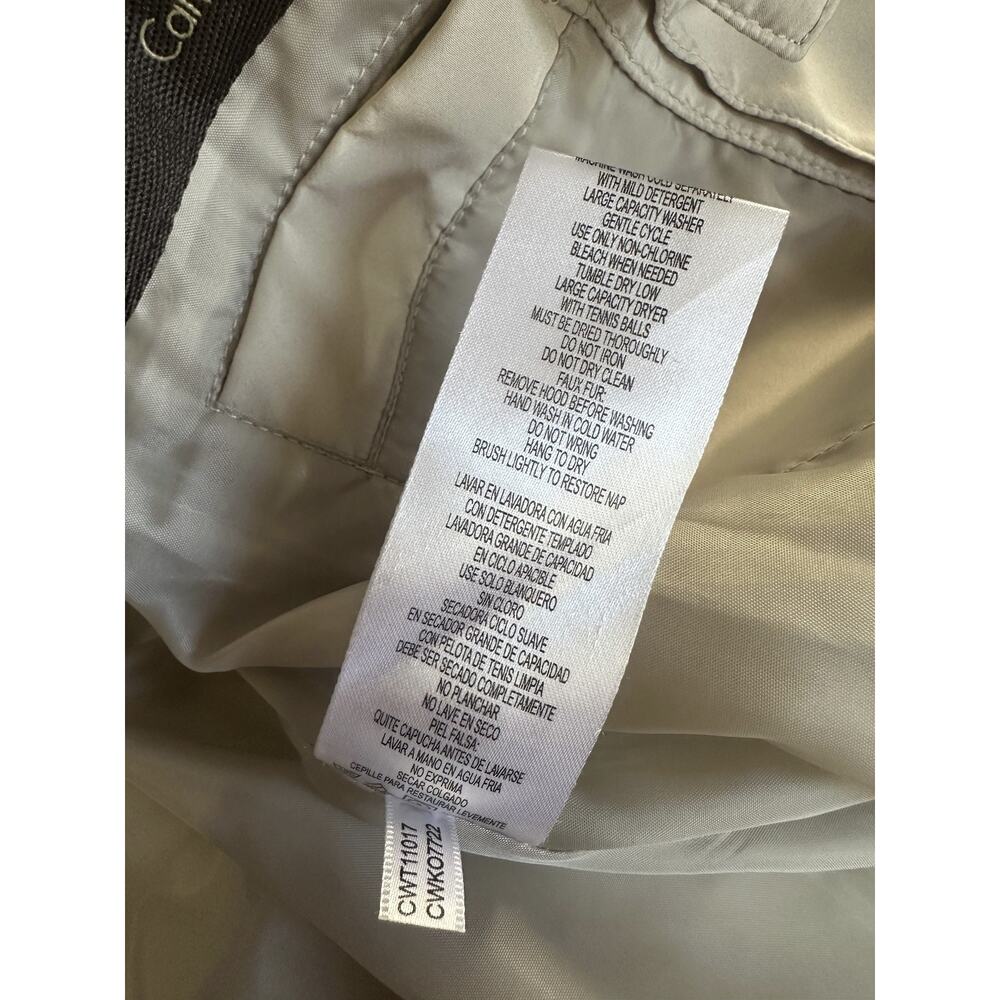 Cal
MACHINE WASH COLD SEPARATELY
WITH MILD DETERGENT
LARGE CAPACITY WASHER
GENTLE CYCLE
USE ONLY NON-CHLORINE
BLEACH WHEN NEEDED
TUMBLE DRY LOW
LARGE CAPACITY DRYER
WITH TENNIS BALLS
MUST BE DRIED THOROUGHLY
DO NOT IRON
DO NOT DRY CLEAN
FAUX FUR:
REMOVE HOOD BEFORE WASHING
HAND WASH IN COLD WATER
DO NOT WRING
HANG TO DRY
BRUSH LIGHTLY TO RESTORE NAP
LAVAR EN LAVADORA CON AGUA FRIA
CON DETERGENTE TEMPLADO
LAVADORA GRANDE DE CAPACIDAD
EN CICLO APACIBLE
USE SOLO BLANQUERO
SIN CLORO
SECADORA CICLO SUAVE
EN SECADOR GRANDE DE CAPACIDAD
CON PELOTA DE TENIS LIMPIA
DEBE SER SECADO COMPLETAMENTE
NO PLANCHAR
NO LAVE EN SECO
PIEL FALSA:
QUITE CAPUCHA ANTES DE LAVARSE
LAVAR A MANO EN AGUA FRIA
NO EXPRIMA
SECAR COLGADO
CEPILLE PARA RESTAURAR LEVEMENTE
CWT11017
CWKO7722